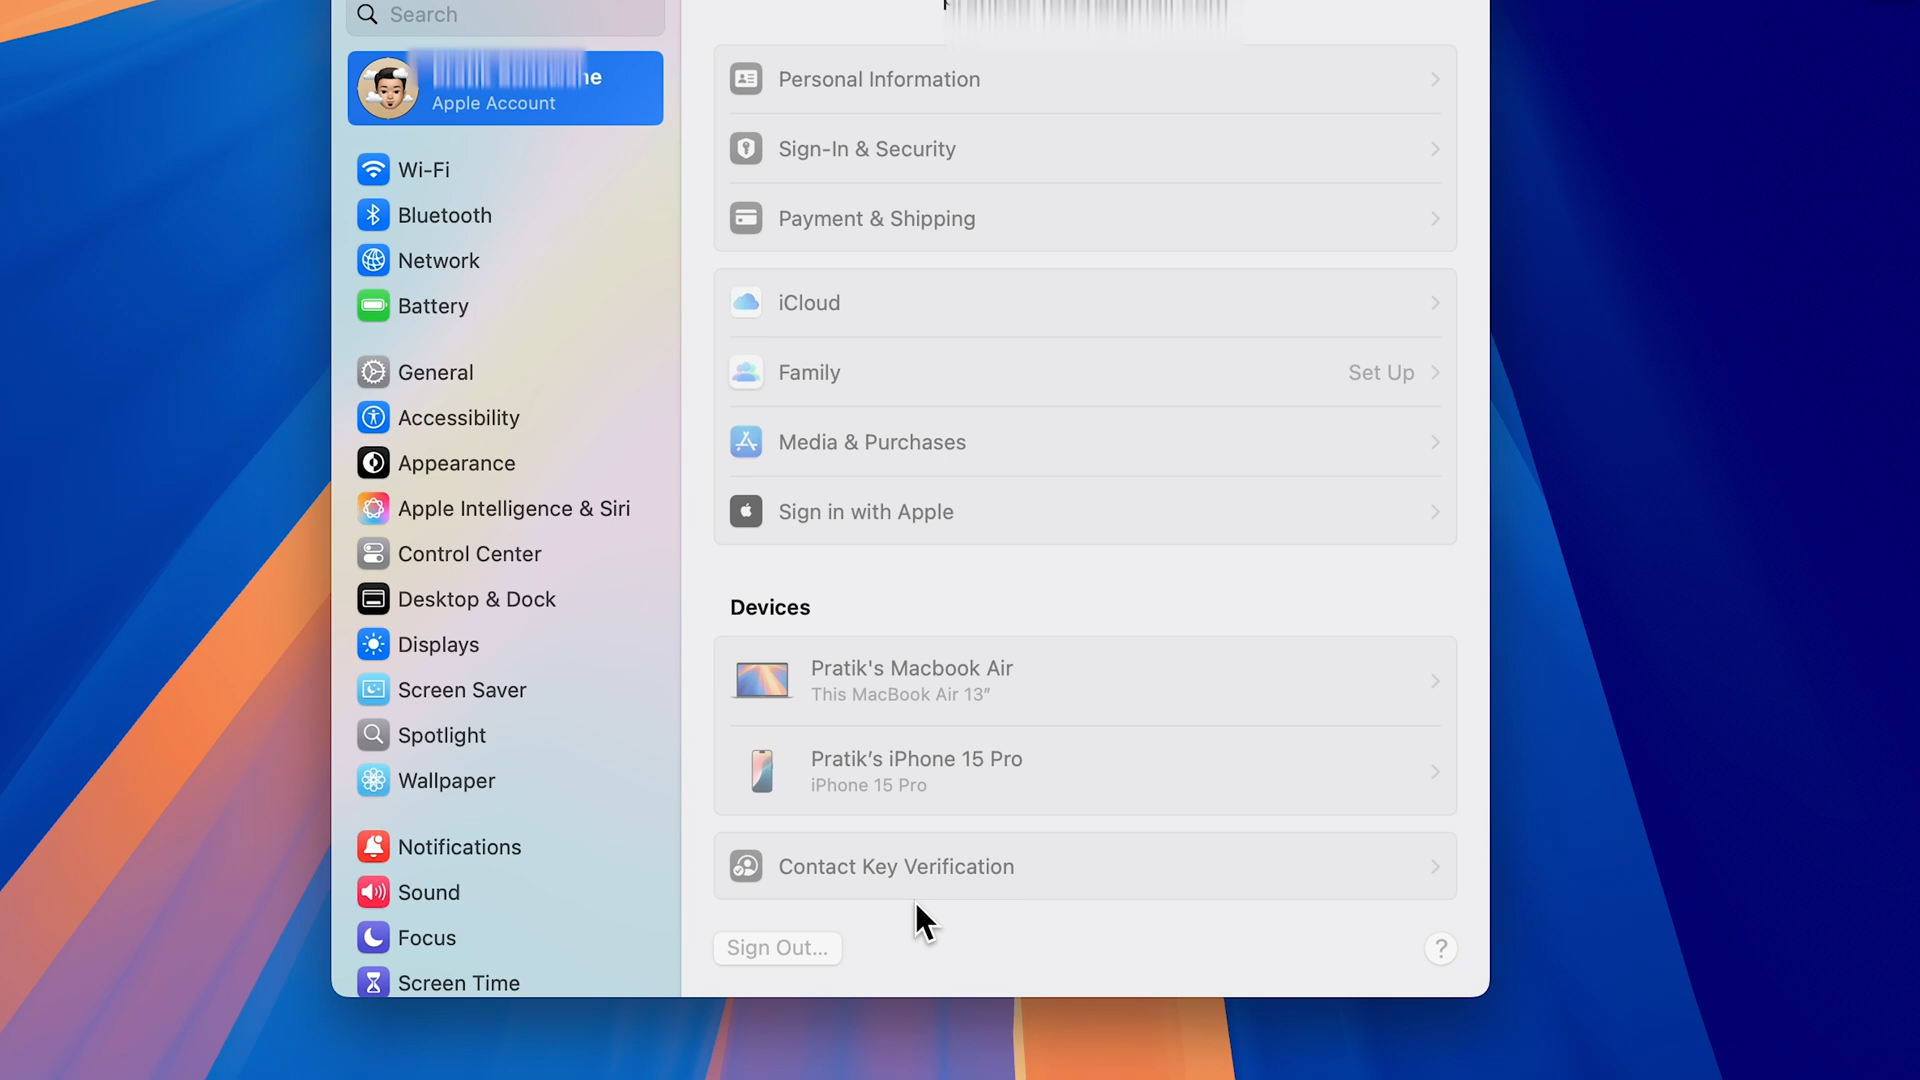 Search
Apple Account
Wi-Fi
Bluetooth
Network
Battery
General
Accessibility
Appearance
Apple Intelligence & Siri
Control Center
Desktop & Dock
Displays
Screen Saver
Spotlight
Wallpaper
Notifications
Sound
Focus
Screen Time
Personal Information
Sign-In & Security
Payment & Shipping
iCloud
Family Set Up
Media & Purchases
Sign in with Apple
Devices
Pratik's Macbook Air
This MacBook Air 13″
Pratik’s iPhone 15 Pro
iPhone 15 Pro
Contact Key Verification
Sign Out... ?